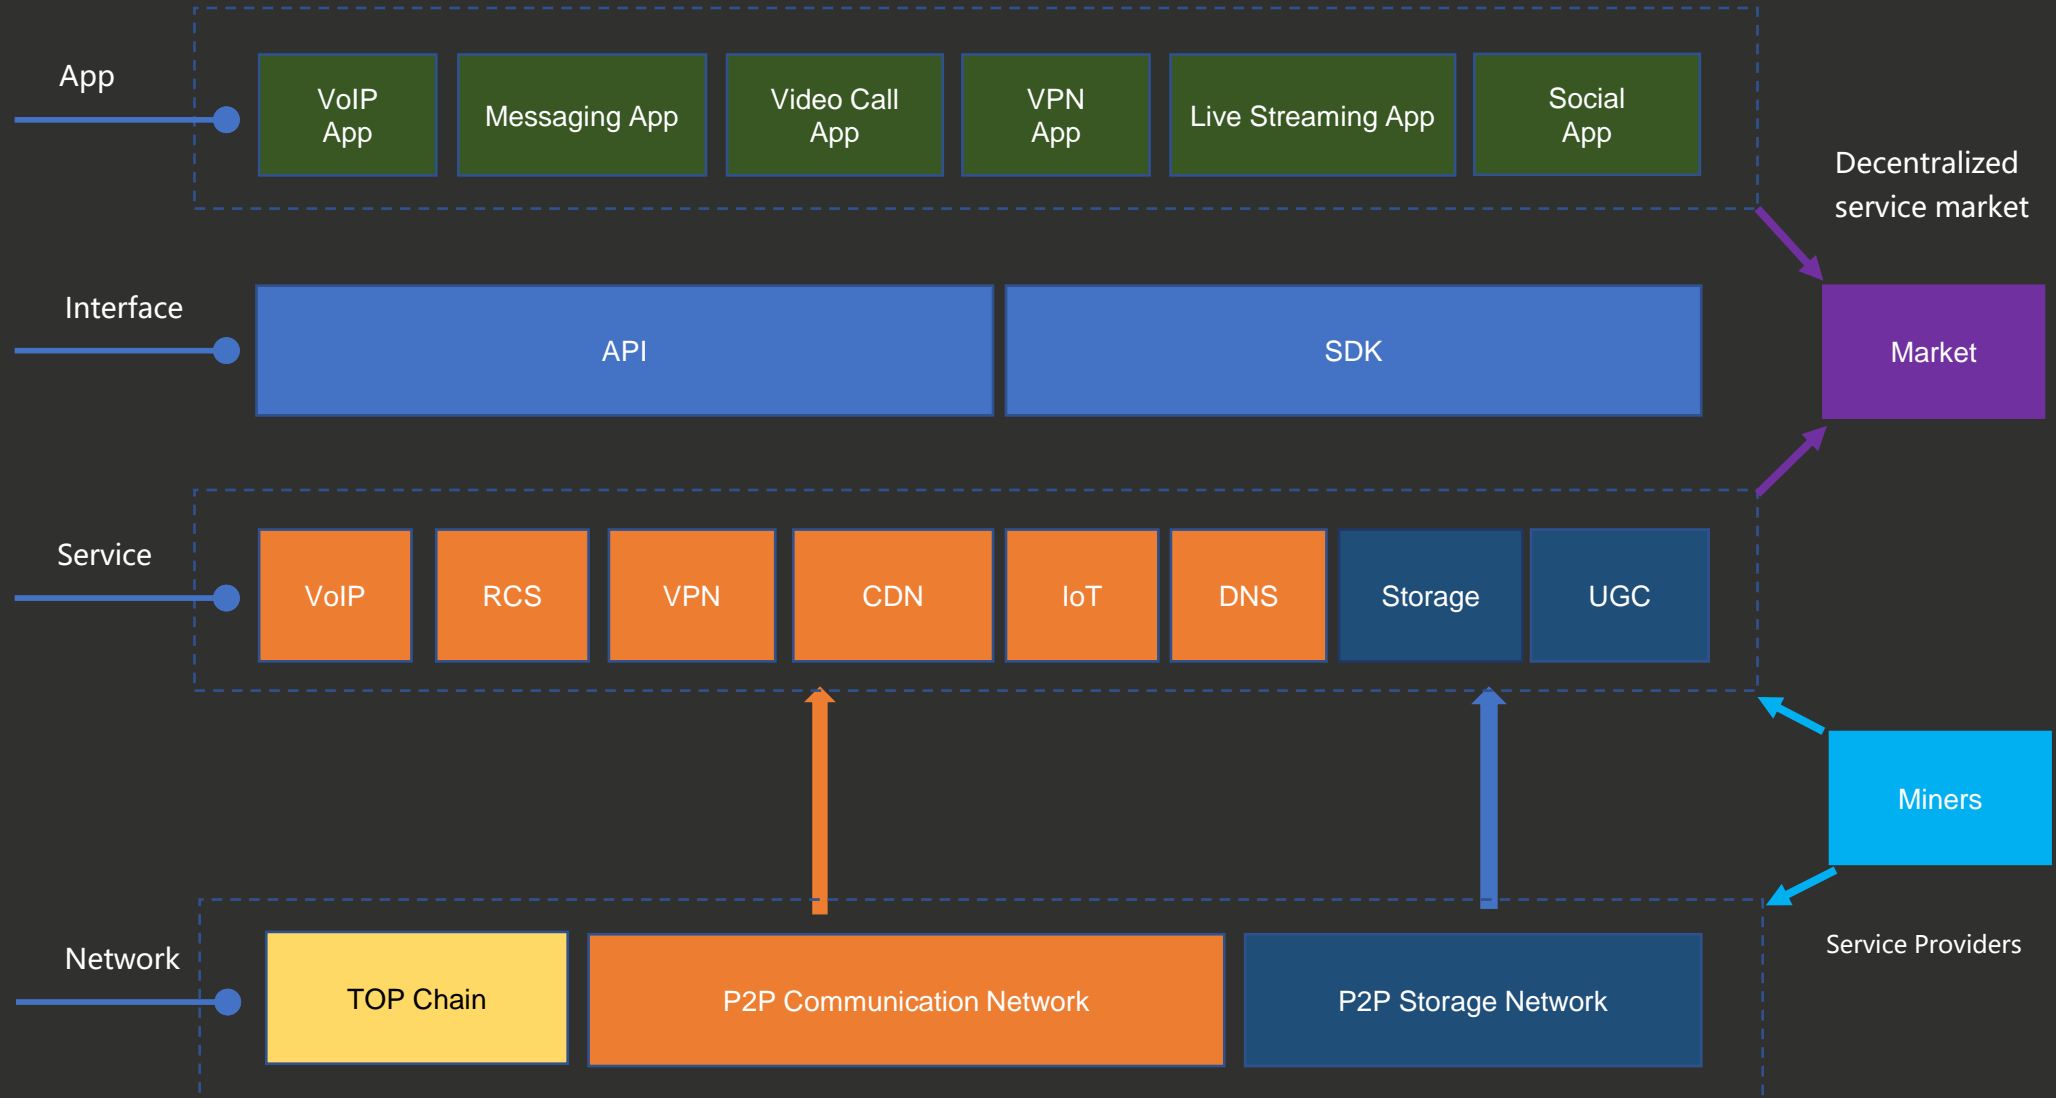 App
VoIP
App
Messaging App
Video Call
App
VPN
App
Live Streaming App
Social
App
Decentralized
service market
Interface
API
SDK
Market
Service
VoIP
RCS
VPN
CDN
IoT
DNS
Storage
UGC
Miners
Service Providers
Network
TOP Chain
P2P Communication Network
P2P Storage Network